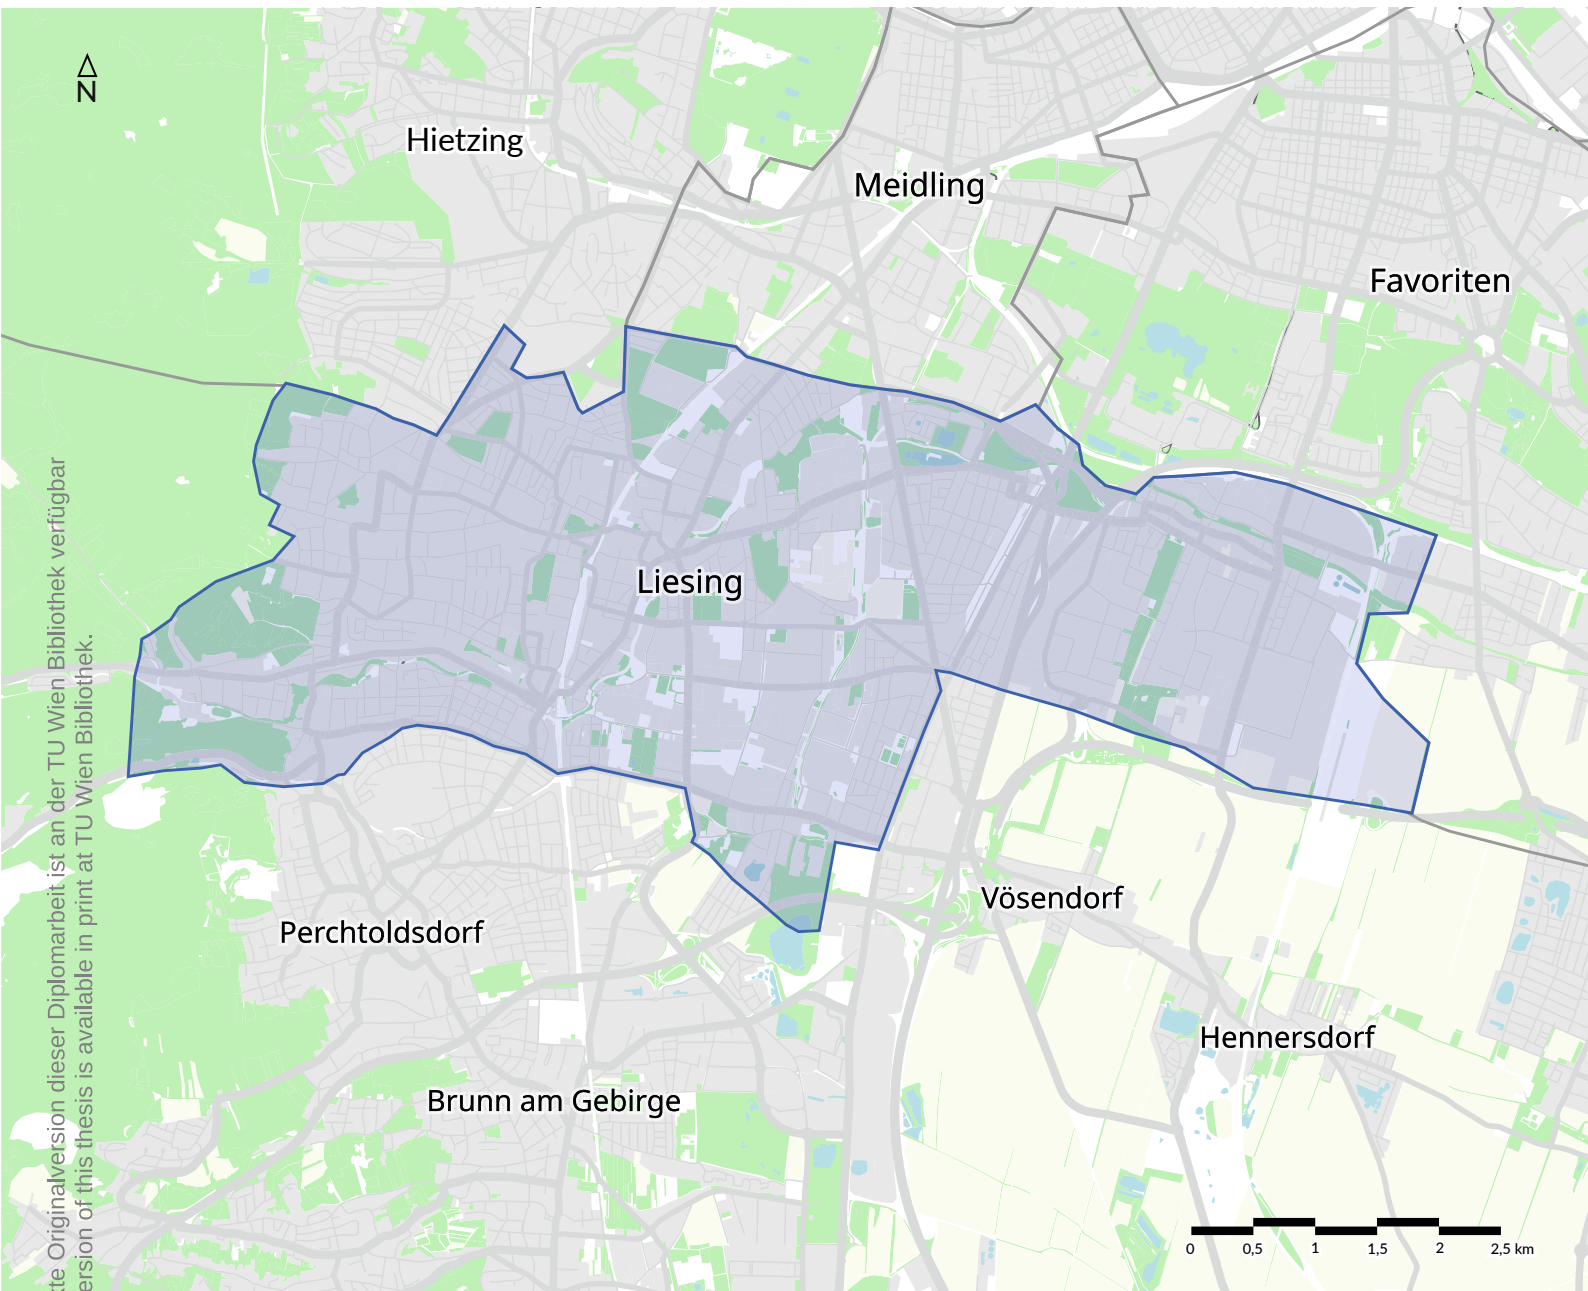 N
Hietzing
Meidling
Favoriten
Liesing
Vösendorf
Perchtoldsdorf
Hennersdorf
Brunn am Gebirge
0 0,5 1 1,5 2 2,5 km
Originalversion dieser Diplomarbeit ist an der TU Wien Bibliothek verfügbar
of this thesis is available in print at TU Wien Bibliothek.